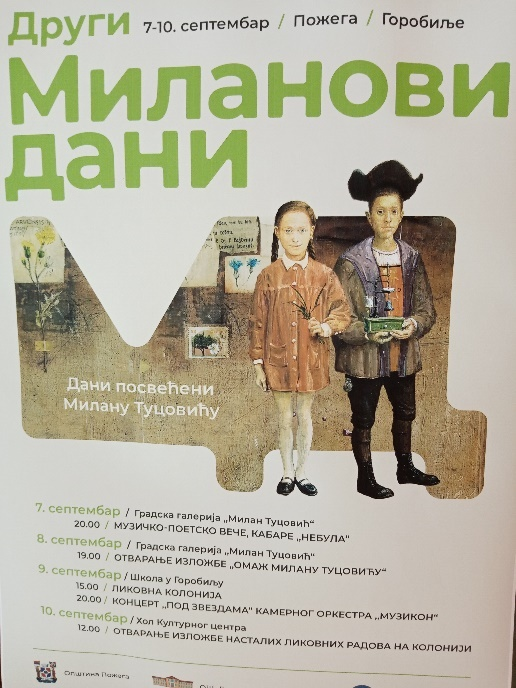 Други 7-10. септембар / Пожега / Горобиље
Миланови
дани
Дани посвећени
Милану Туцовићу
7. септембар / Градска галерија „Милан Туцовић“
20.00 / МУЗИЧКО-ПОЕТСКО ВЕЧЕ, КАБАРЕ „НЕБУЛА“
8. септембар / Градска галерија „Милан Туцовић“
19.00 / ОТВАРАЊЕ ИЗЛОЖБЕ „ОМАЖ МИЛАНУ ТУЦОВИЋУ“
9. септембар / Школа у Горобиљу
15.00 / ЛИКОВНА КОЛОНИЈА
20.00 / КОНЦЕРТ „ПОД ЗВЕЗДАМА“ КАМЕРНОГ ОРКЕСТРА „МУЗИКОН“
10. септембар / Хол Културног центра
12.00 / ОТВАРАЊЕ ИЗЛОЖБЕ НАСТАЛИХ ЛИКОВНИХ РАДОВА НА КОЛОНИЈИ
Општина Пожега